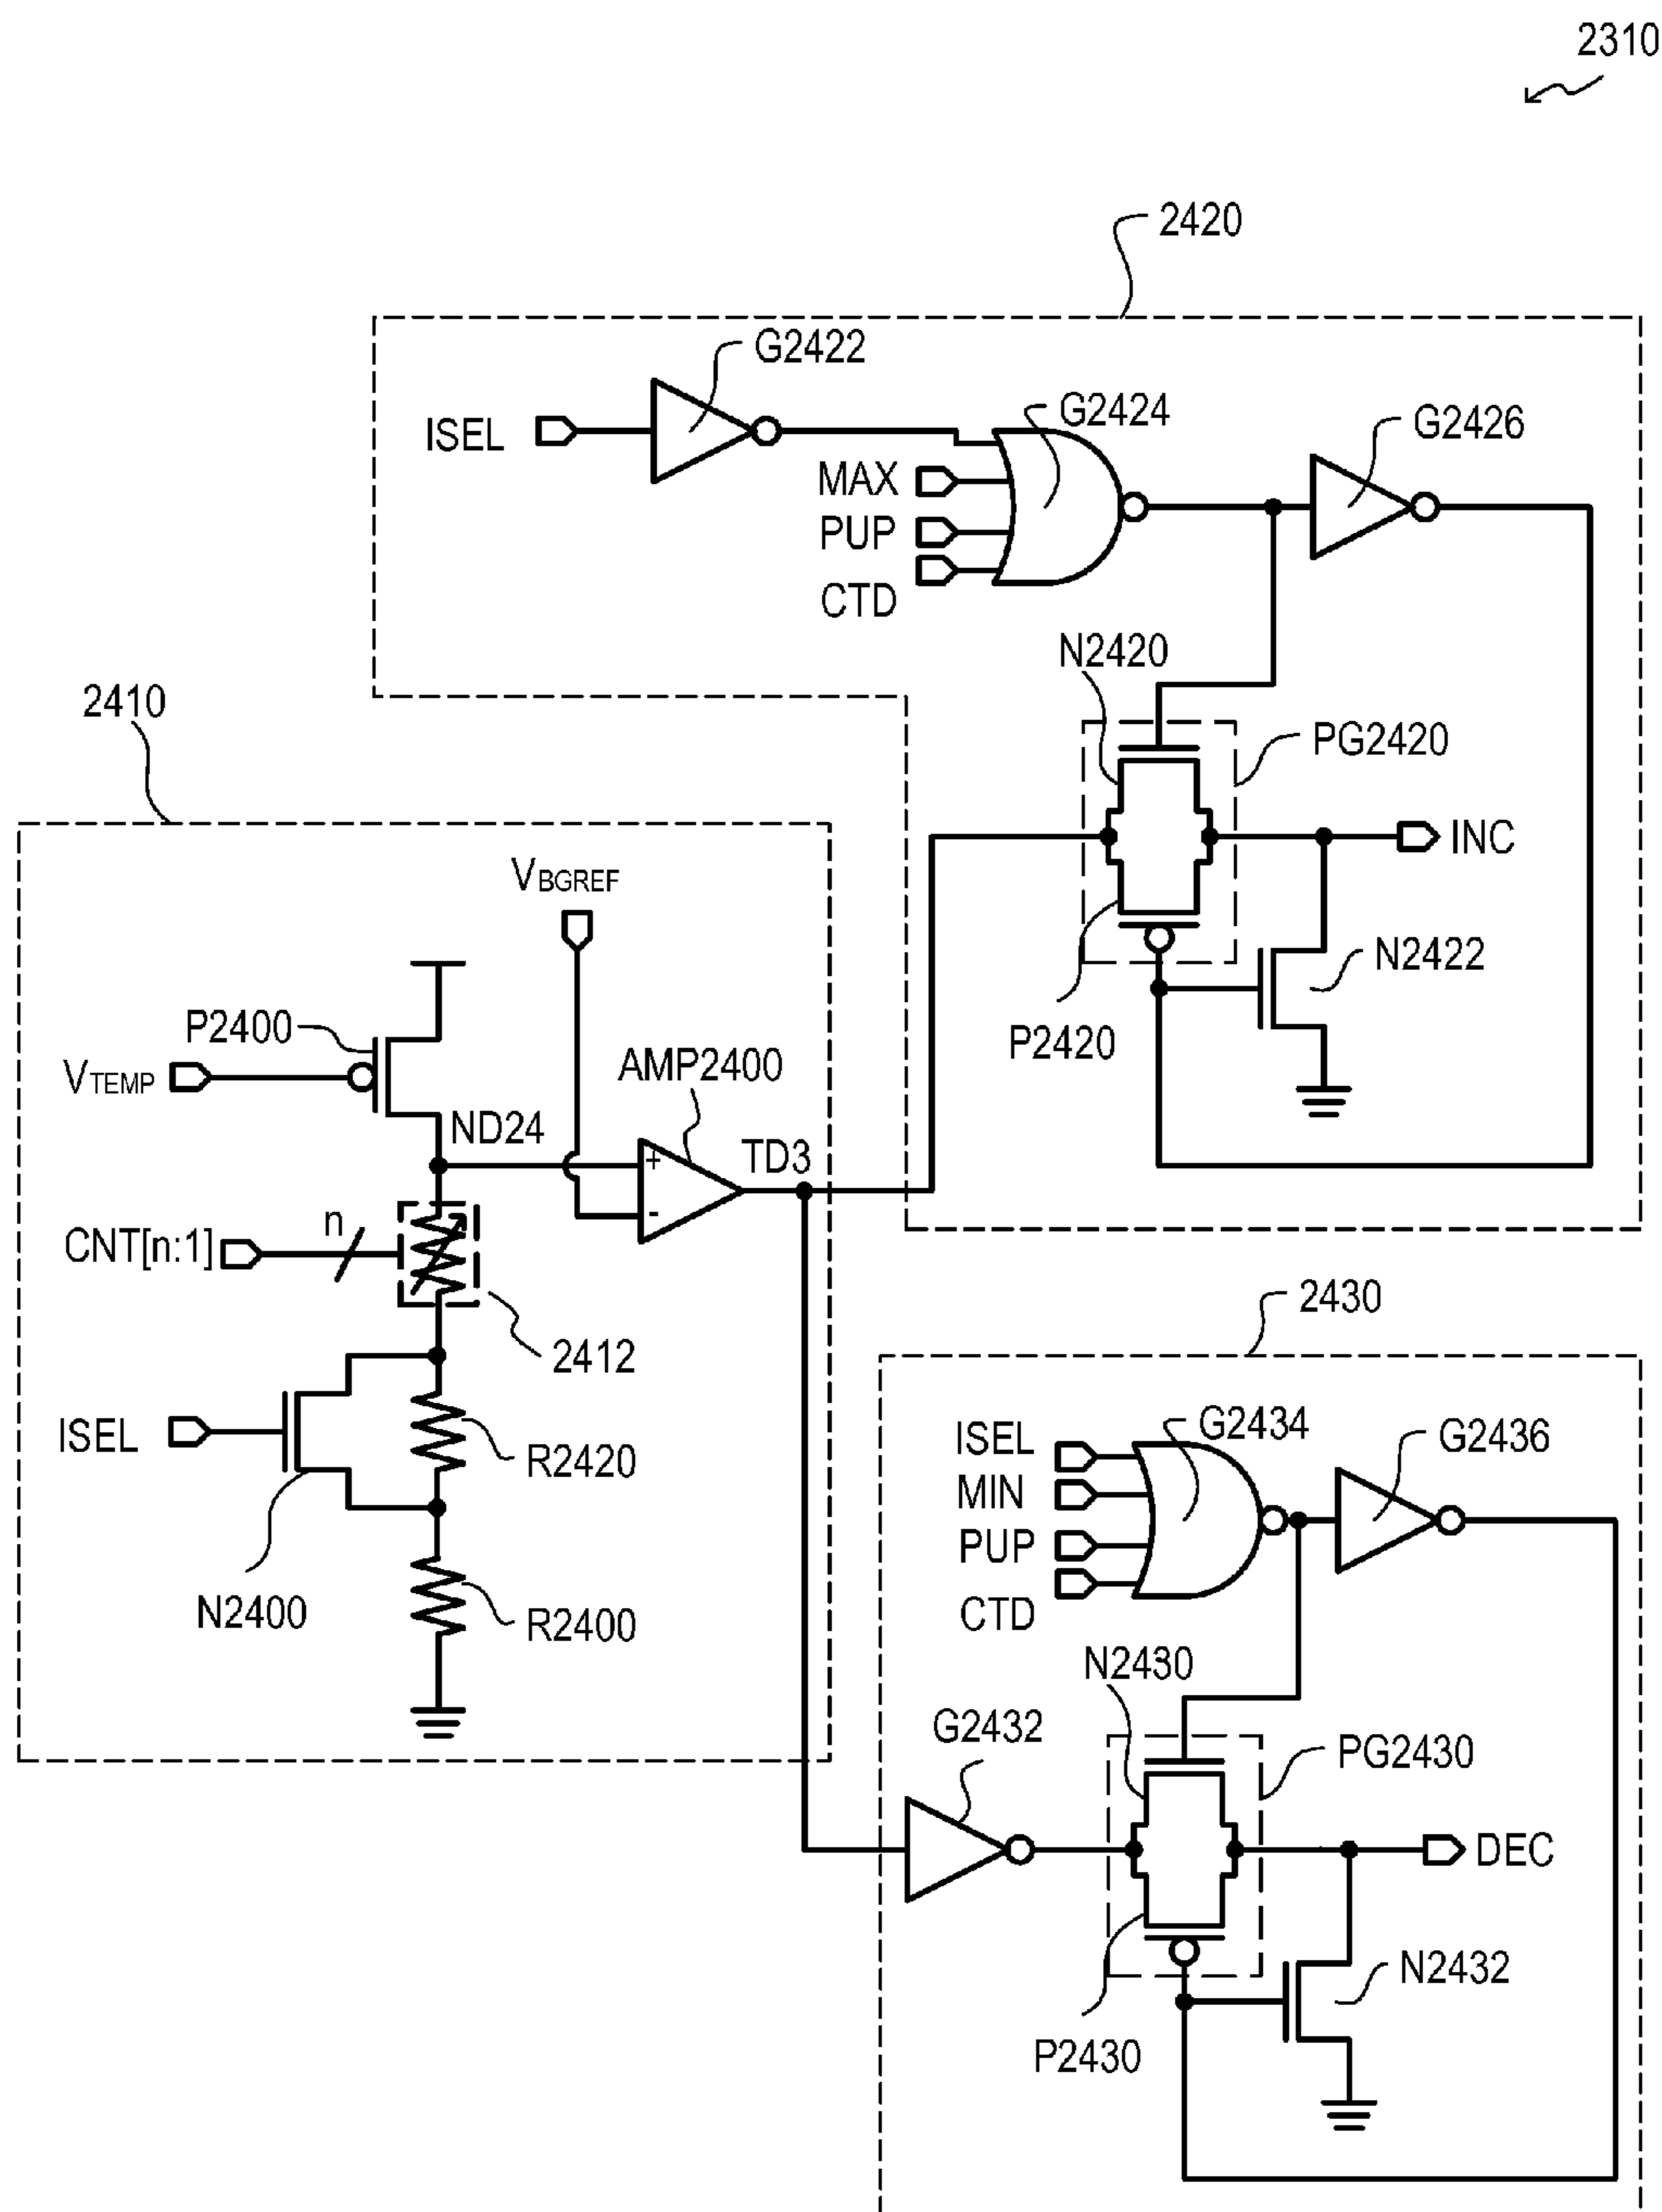 2310
2420
G2422
ISEL
G2424
G2426
MAX
PUP
CTD
N2420
PG2420
INC
N2422
P2420
2410
VBGREF
P2400
VTEMP
AMP2400
ND24
TD3
+
-
CNT[n:1]
n
2412
ISEL
R2420
N2400
R2400
2430
ISEL
MIN
PUP
CTD
G2434
G2436
N2430
G2432
PG2430
DEC
N2432
P2430